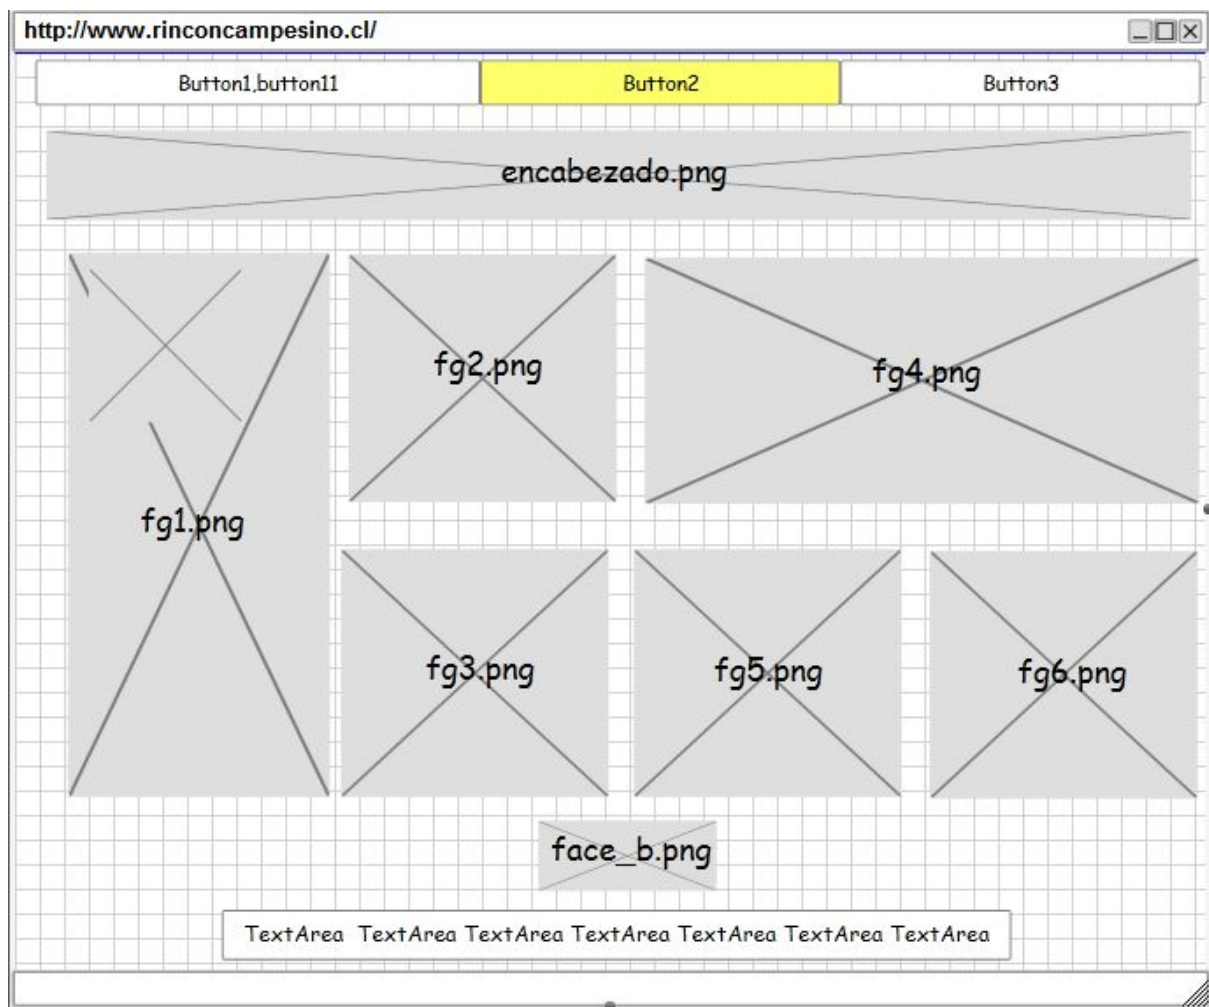 http://www.rinconcampesino.cl/
Button1,button11 Button2 Button3
encabezado.png
fg2.png fg4.png
fg1.png
fg3.png fg5.png fg6.png
face_b.png
TextArea TextArea TextArea TextArea TextArea TextArea TextArea